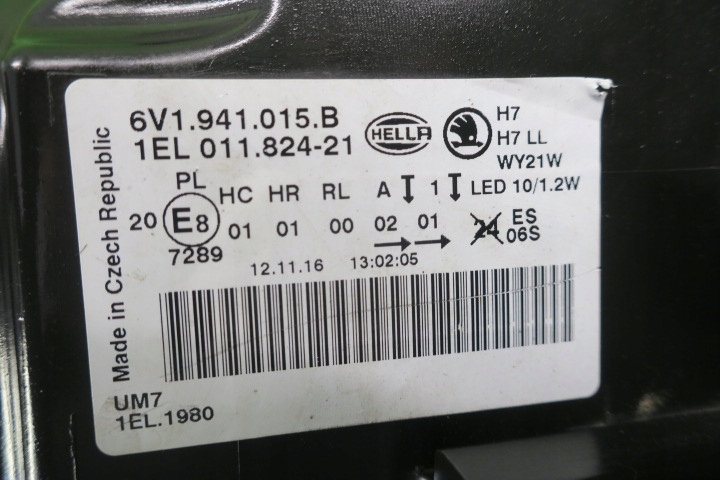 6V1.941.015.B
1EL 011.824-21
HELLA
H7
H7 LL
WY21W
LED 10/1.2W
PL HC HR RL A 1
20 E8 01 01 00 02 01 24 ES
06S
7289
12.11.16 13:02:05
Made in Czech Republic
UM7
1EL.1980